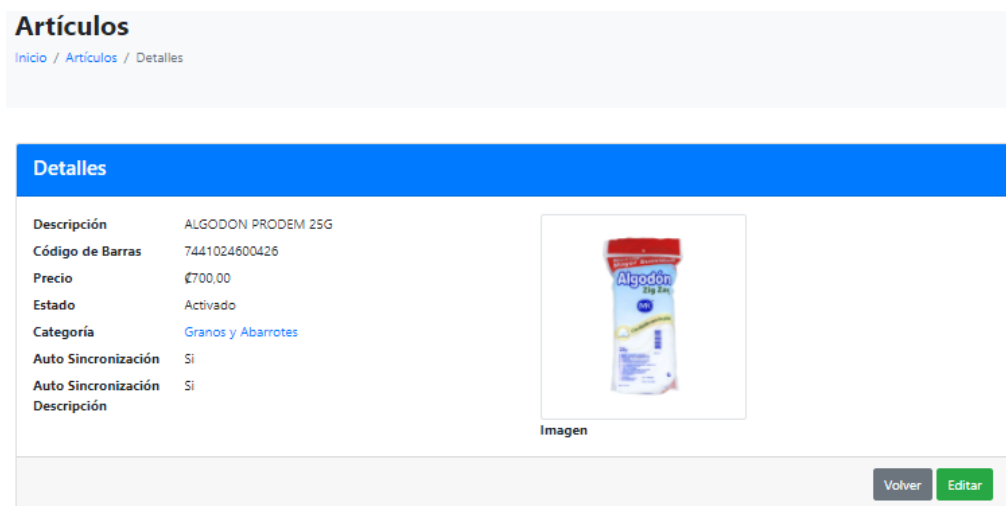 Artículos
Inicio / Artículos / Detalles
Detalles
Descripción ALGODON PRODEM 25G
Código de Barras 7441024600426
Precio ₡700,00
Estado Activado
Categoría Granos y Abarrotes
Auto Sincronización Si
Auto Sincronización Descripción Si
Algodón
Zig Zag
Imagen
Volver Editar